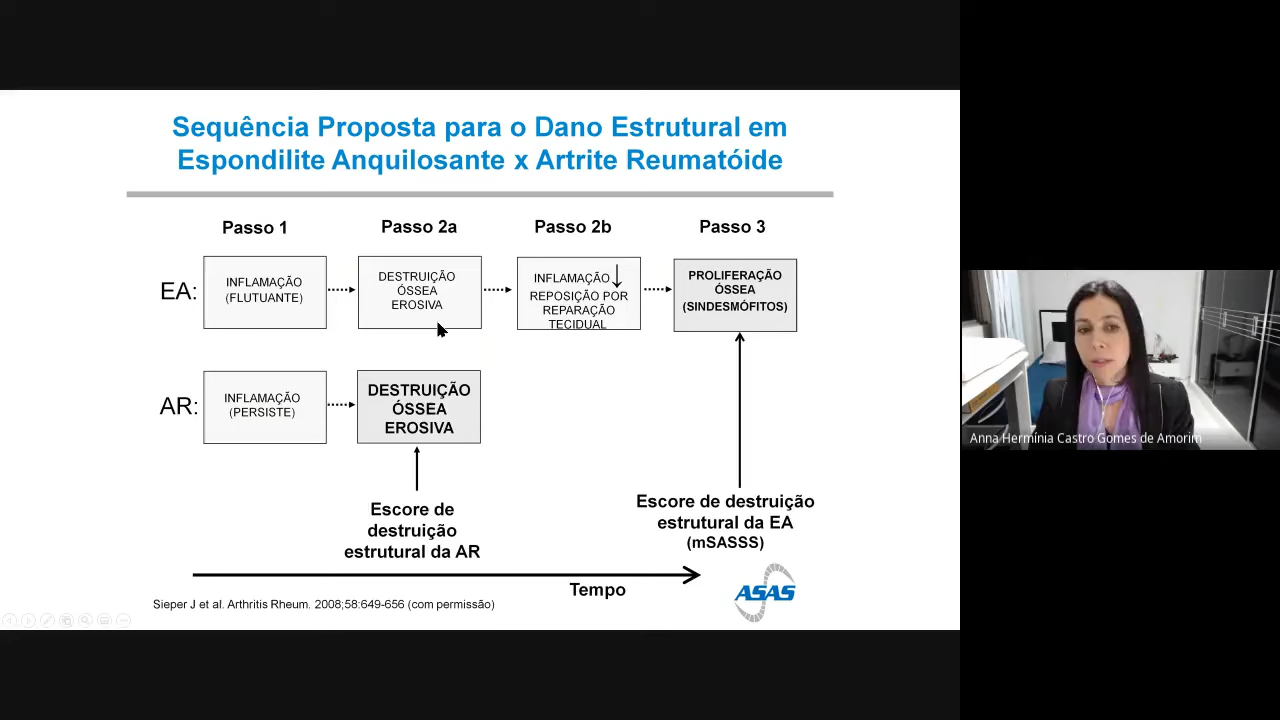 Sequência Proposta para o Dano Estrutural em
Espondilite Anquilosante x Artrite Reumatóide
Passo 1
Passo 2a
Passo 2b
Passo 3
EA:
INFLAMAÇÃO
(FLUTUANTE)
DESTRUIÇÃO
ÓSSEA
EROSIVA
INFLAMAÇÃO↓
REPOSIÇÃO POR
REPARAÇÃO
TECIDUAL
PROLIFERAÇÃO
ÓSSEA
(SINDESMÓFITOS)
AR:
INFLAMAÇÃO
(PERSISTE)
DESTRUIÇÃO
ÓSSEA
EROSIVA
Escore de
destruição
estrutural da AR
Escore de destruição
estrutural da EA
(mSASSS)
Tempo
ASAS
Sieper J et al. Arthritis Rheum. 2008;58:649-656 (com permissão)
Anna Hermínia Castro Gomes de Amorim